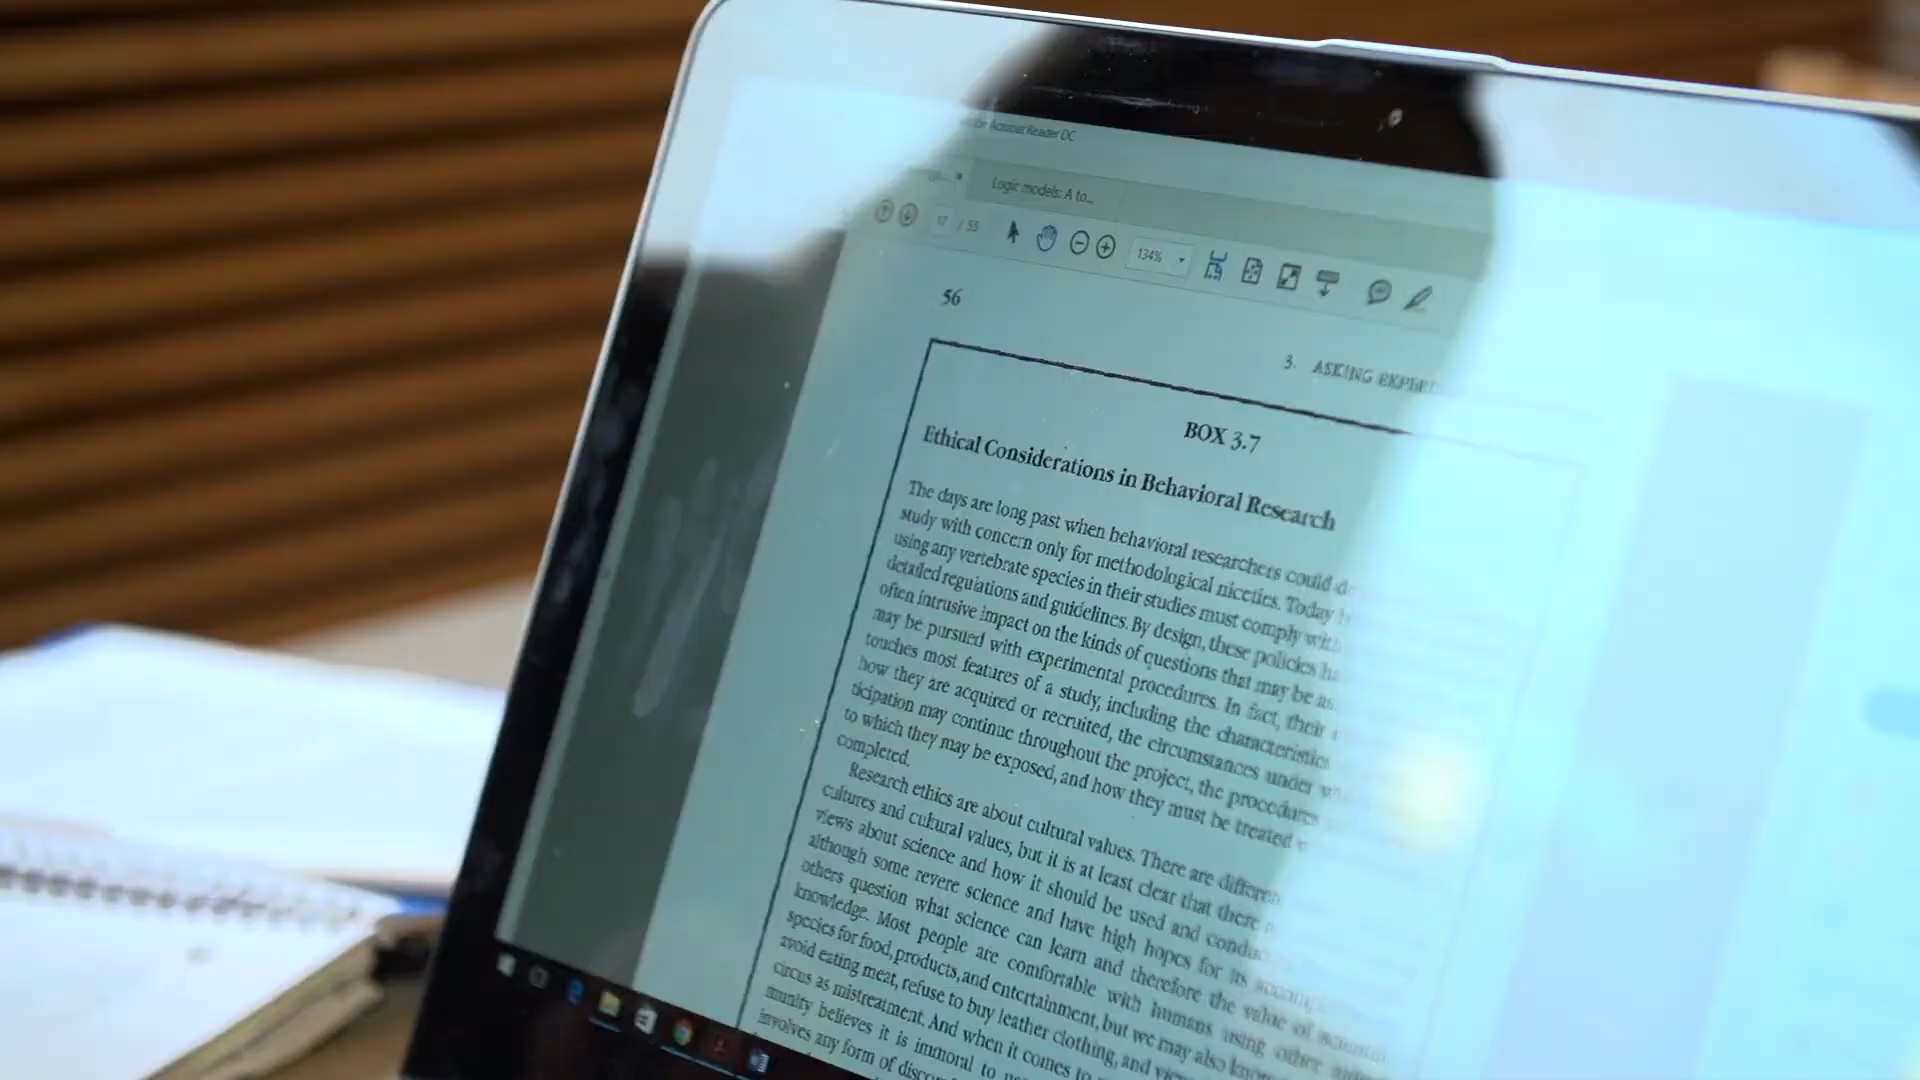 Acrobat Reader DC
Logic models: A to...
/ 55
134%
56
3. ASKING
BOX 3.7
Ethical Considerations in Behavioral Research
The days are long past when behavioral researchers could
study with concern only for methodological niceties. Today
using any vertebrate species in their studies must comply with
detailed regulations and guidelines. By design, these policies
often intrusive impact on the kinds of questions that may be
may be pursued with experimental procedures. In fact, their
touches most features of a study, including the characteristics
how they are acquired or recruited, the circumstances under
ticipation may continue throughout the project, the procedures
to which they may be exposed, and how they must be treated
completed.
Research ethics are about cultural values. There are
cultures and cultural values, but it is at least clear that there
views about science and how it should be used and
although some revere science and have high hopes for its
others question what science can learn and therefore the value of
knowledge. Most people are comfortable with humans using other
species for food, products, and entertainment, but we may also
avoid eating meat, refuse to buy leather clothing, and
circus as mistreatment. And when it comes to
munity believes it is immoral to
involves any form of